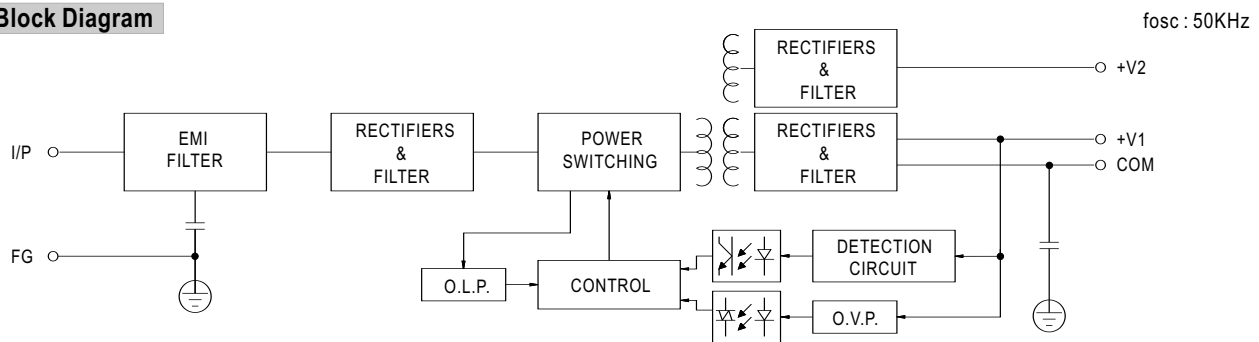 Block Diagram
fosc : 50KHz
RECTIFIERS
&
FILTER
+V2
I/P
EMI
FILTER
RECTIFIERS
&
FILTER
POWER
SWITCHING
RECTIFIERS
&
FILTER
+V1
COM
FG
O.L.P.
CONTROL
DETECTION
CIRCUIT
O.V.P.